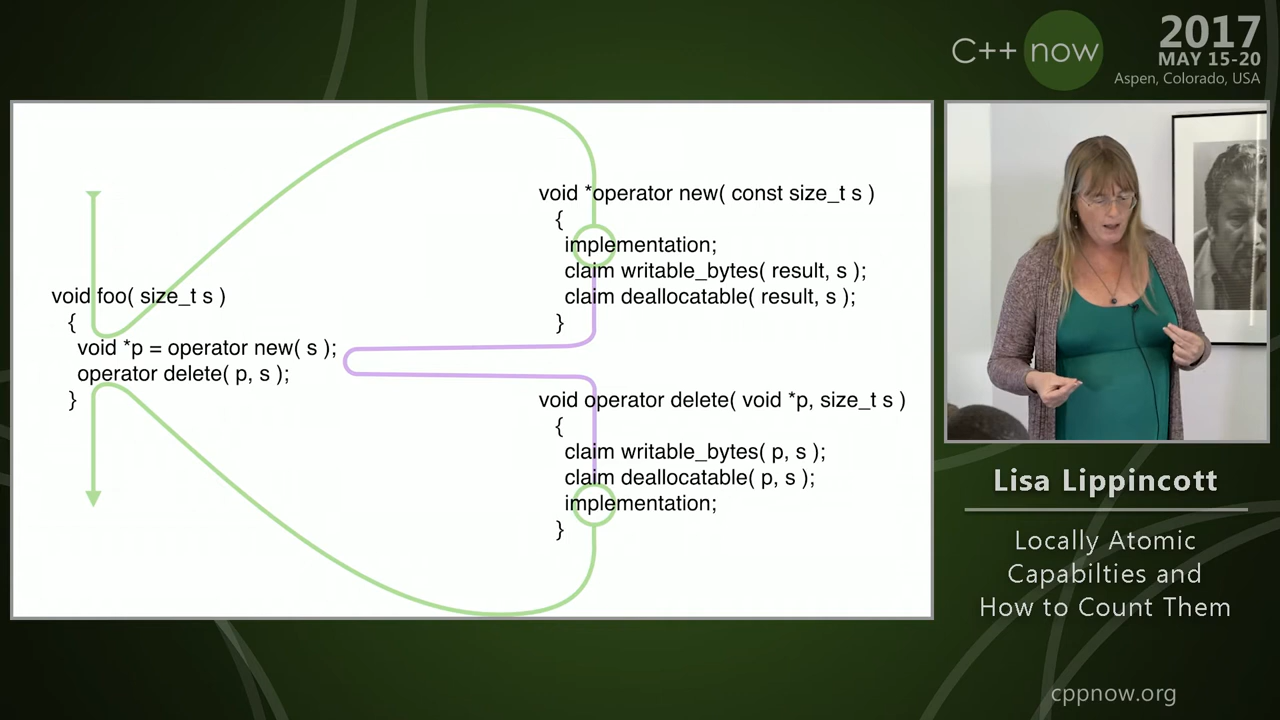 C++ now
2017
MAY 15-20
Aspen, Colorado, USA
void foo( size_t s )
{
void *p = operator new( s );
operator delete( p, s );
}
void *operator new( const size_t s )
{
implementation;
claim writable_bytes( result, s );
claim deallocatable( result, s );
}
void operator delete( void *p, size_t s )
{
claim writable_bytes( p, s );
claim deallocatable( p, s );
implementation;
}
Lisa Lippincott
Locally Atomic
Capabilties and
How to Count Them
cppnow.org